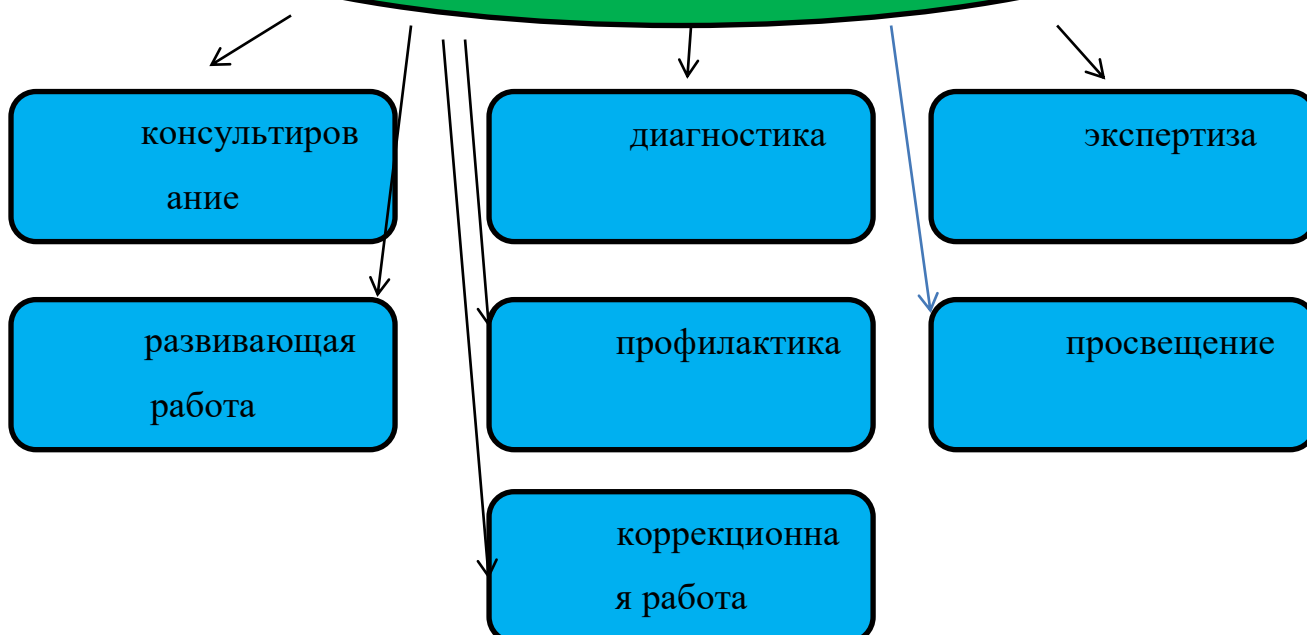 консультиров
ание
диагностика
экспертиза
развивающая
работа
профилактика
просвещение
коррекционна
я работа